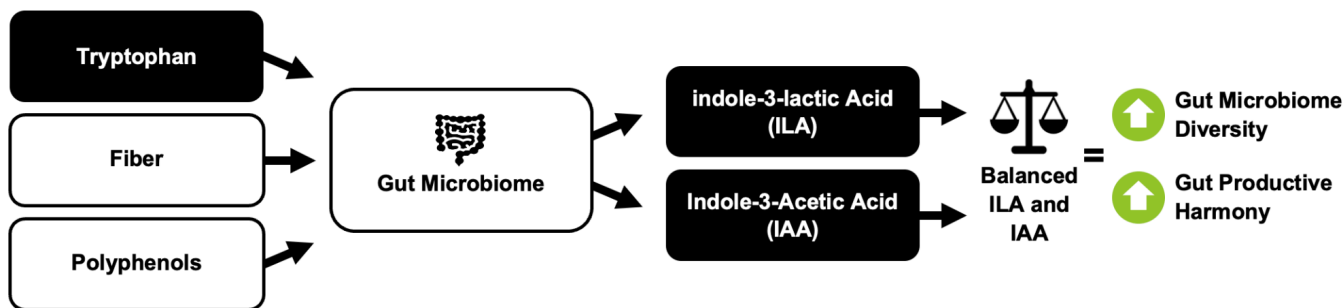 Tryptophan
Fiber
Polyphenols
Gut Microbiome
indole-3-lactic Acid
(ILA)
Indole-3-Acetic Acid
(IAA)
Balanced
ILA and
IAA
=
Gut Microbiome
Diversity
Gut Productive
Harmony